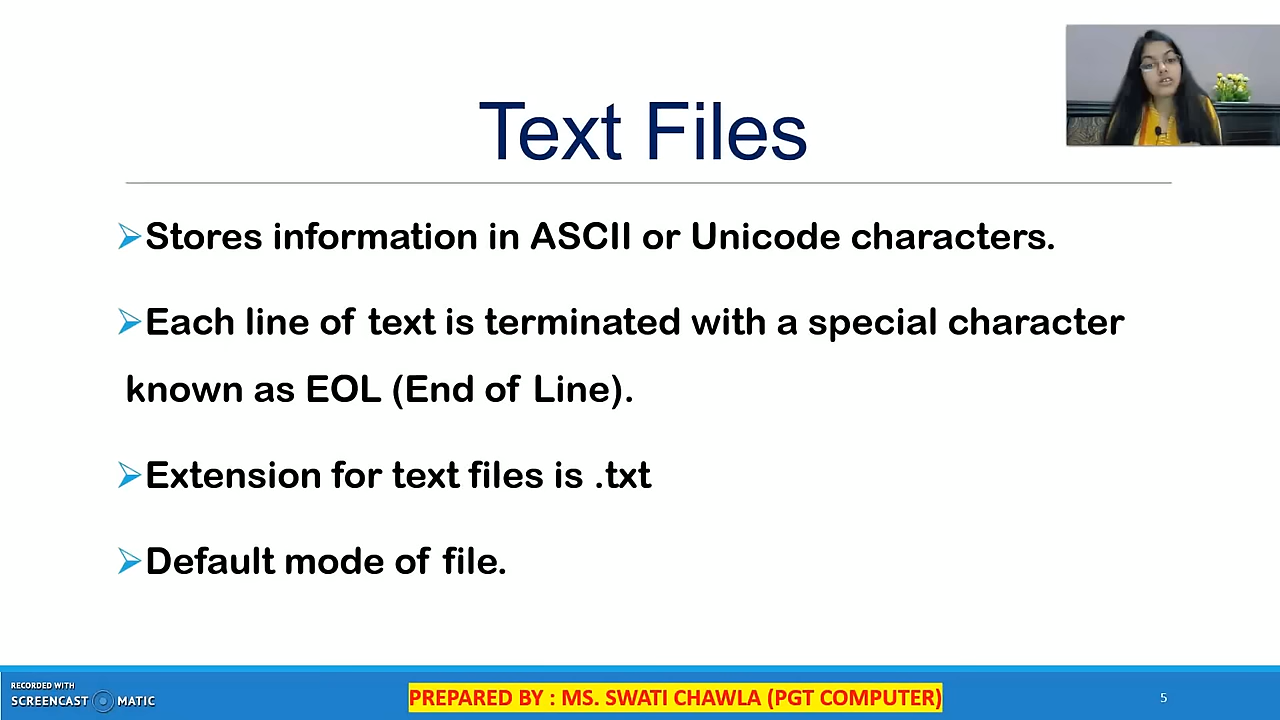 Text Files
Stores information in ASCII or Unicode characters.
Each line of text is terminated with a special character
known as EOL (End of Line).
Extension for text files is .txt
Default mode of file.
RECORDED WITH
SCREENCAST MATIC
PREPARED BY : MS. SWATI CHAWLA (PGT COMPUTER)
5